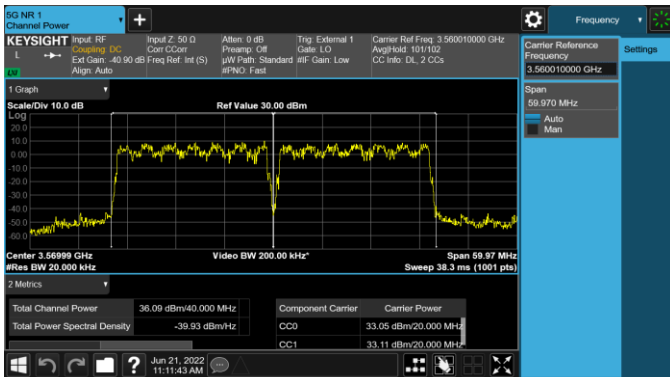 5G NR 1
Channel Power
Frequency
KEYSIGHT
L
Input: RF
Coupling: DC
Ext Gain: -40.90 dB
Align: Auto
Input Z: 50 Ω
Corr CCorr
Freq Ref: Int (S)
Atten: 0 dB
Preamp: Off
µW Path: Standard
#PNO: Fast
Trig: External 1
Gate: LO
#IF Gain: Low
Carrier Ref Freq: 3.560010000 GHz
Avg|Hold: 101/102
CC Info: DL, 2 CCs
Carrier Reference
Frequency
3.560010000 GHz
Settings
Span
59.970 MHz
Auto
Man
1 Graph
Scale/Div 10.0 dB
Ref Value 30.00 dBm
Log
20.0
10.0
0.00
-10.0
-20.0
-30.0
-40.0
-50.0
-60.0
Center 3.56999 GHz
#Res BW 20.000 kHz
Video BW 200.00 kHz*
Span 59.97 MHz
Sweep 38.3 ms (1001 pts)
2 Metrics
Total Channel Power 36.09 dBm/40.000 MHz
Total Power Spectral Density -39.93 dBm/Hz
Component Carrier Carrier Power
CC0 33.05 dBm/20.000 MHz
CC1 33.11 dBm/20.000 MHz
?
Jun 21, 2022
11:11:43 AM